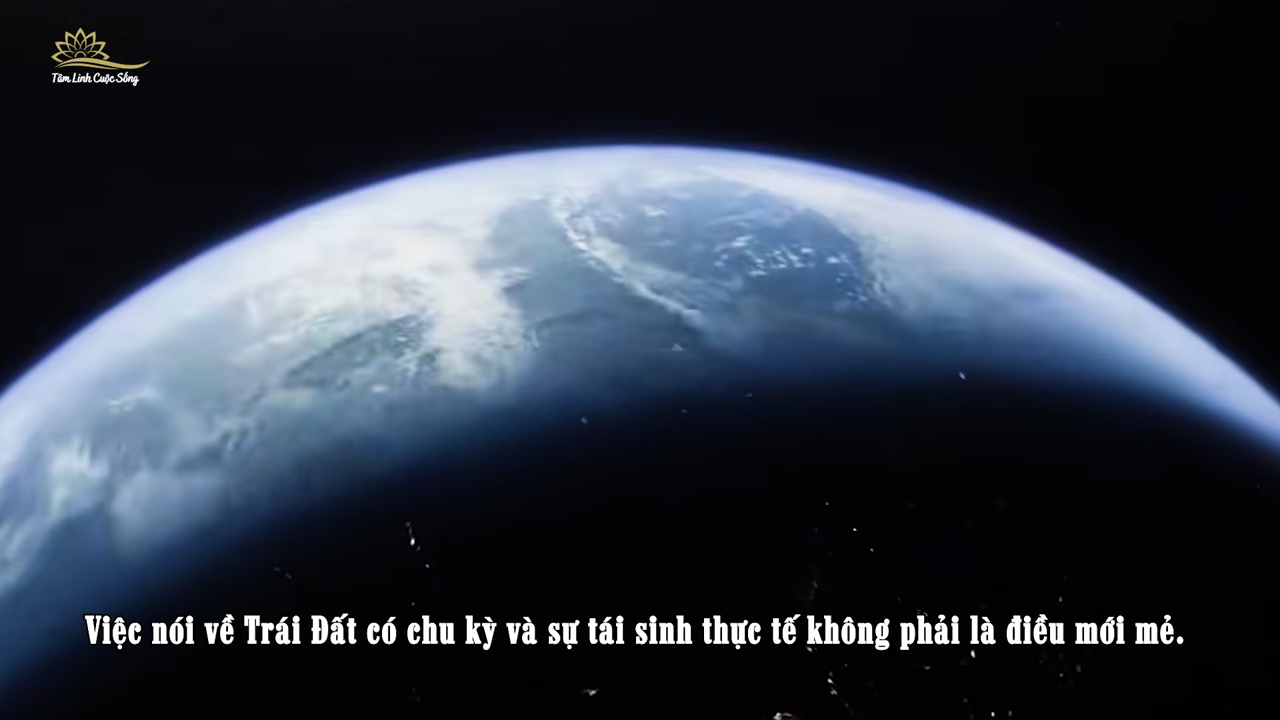 Tâm Linh Cuộc Sống
Việc nói về Trái Đất có chu kỳ và sự tái sinh thực tế không phải là điều mới mẻ.